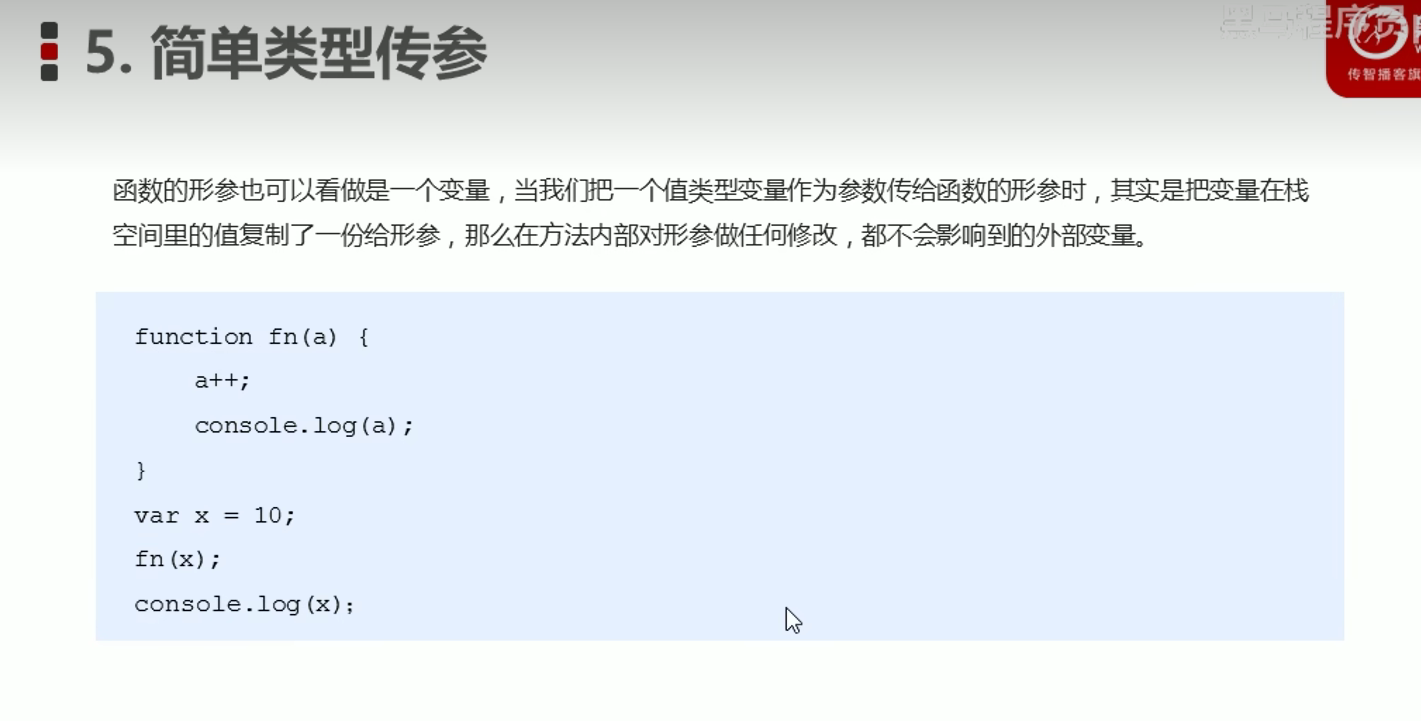 5. 简单类型传参
黑马程序员
传智播客旗
函数的形参也可以看做是一个变量，当我们把一个值类型变量作为参数传给函数的形参时，其实是把变量在栈
空间里的值复制了一份给形参，那么在方法内部对形参做任何修改，都不会影响到的外部变量。
function fn(a) {
    a++;
    console.log(a);
}
var x = 10;
fn(x);
console.log(x);